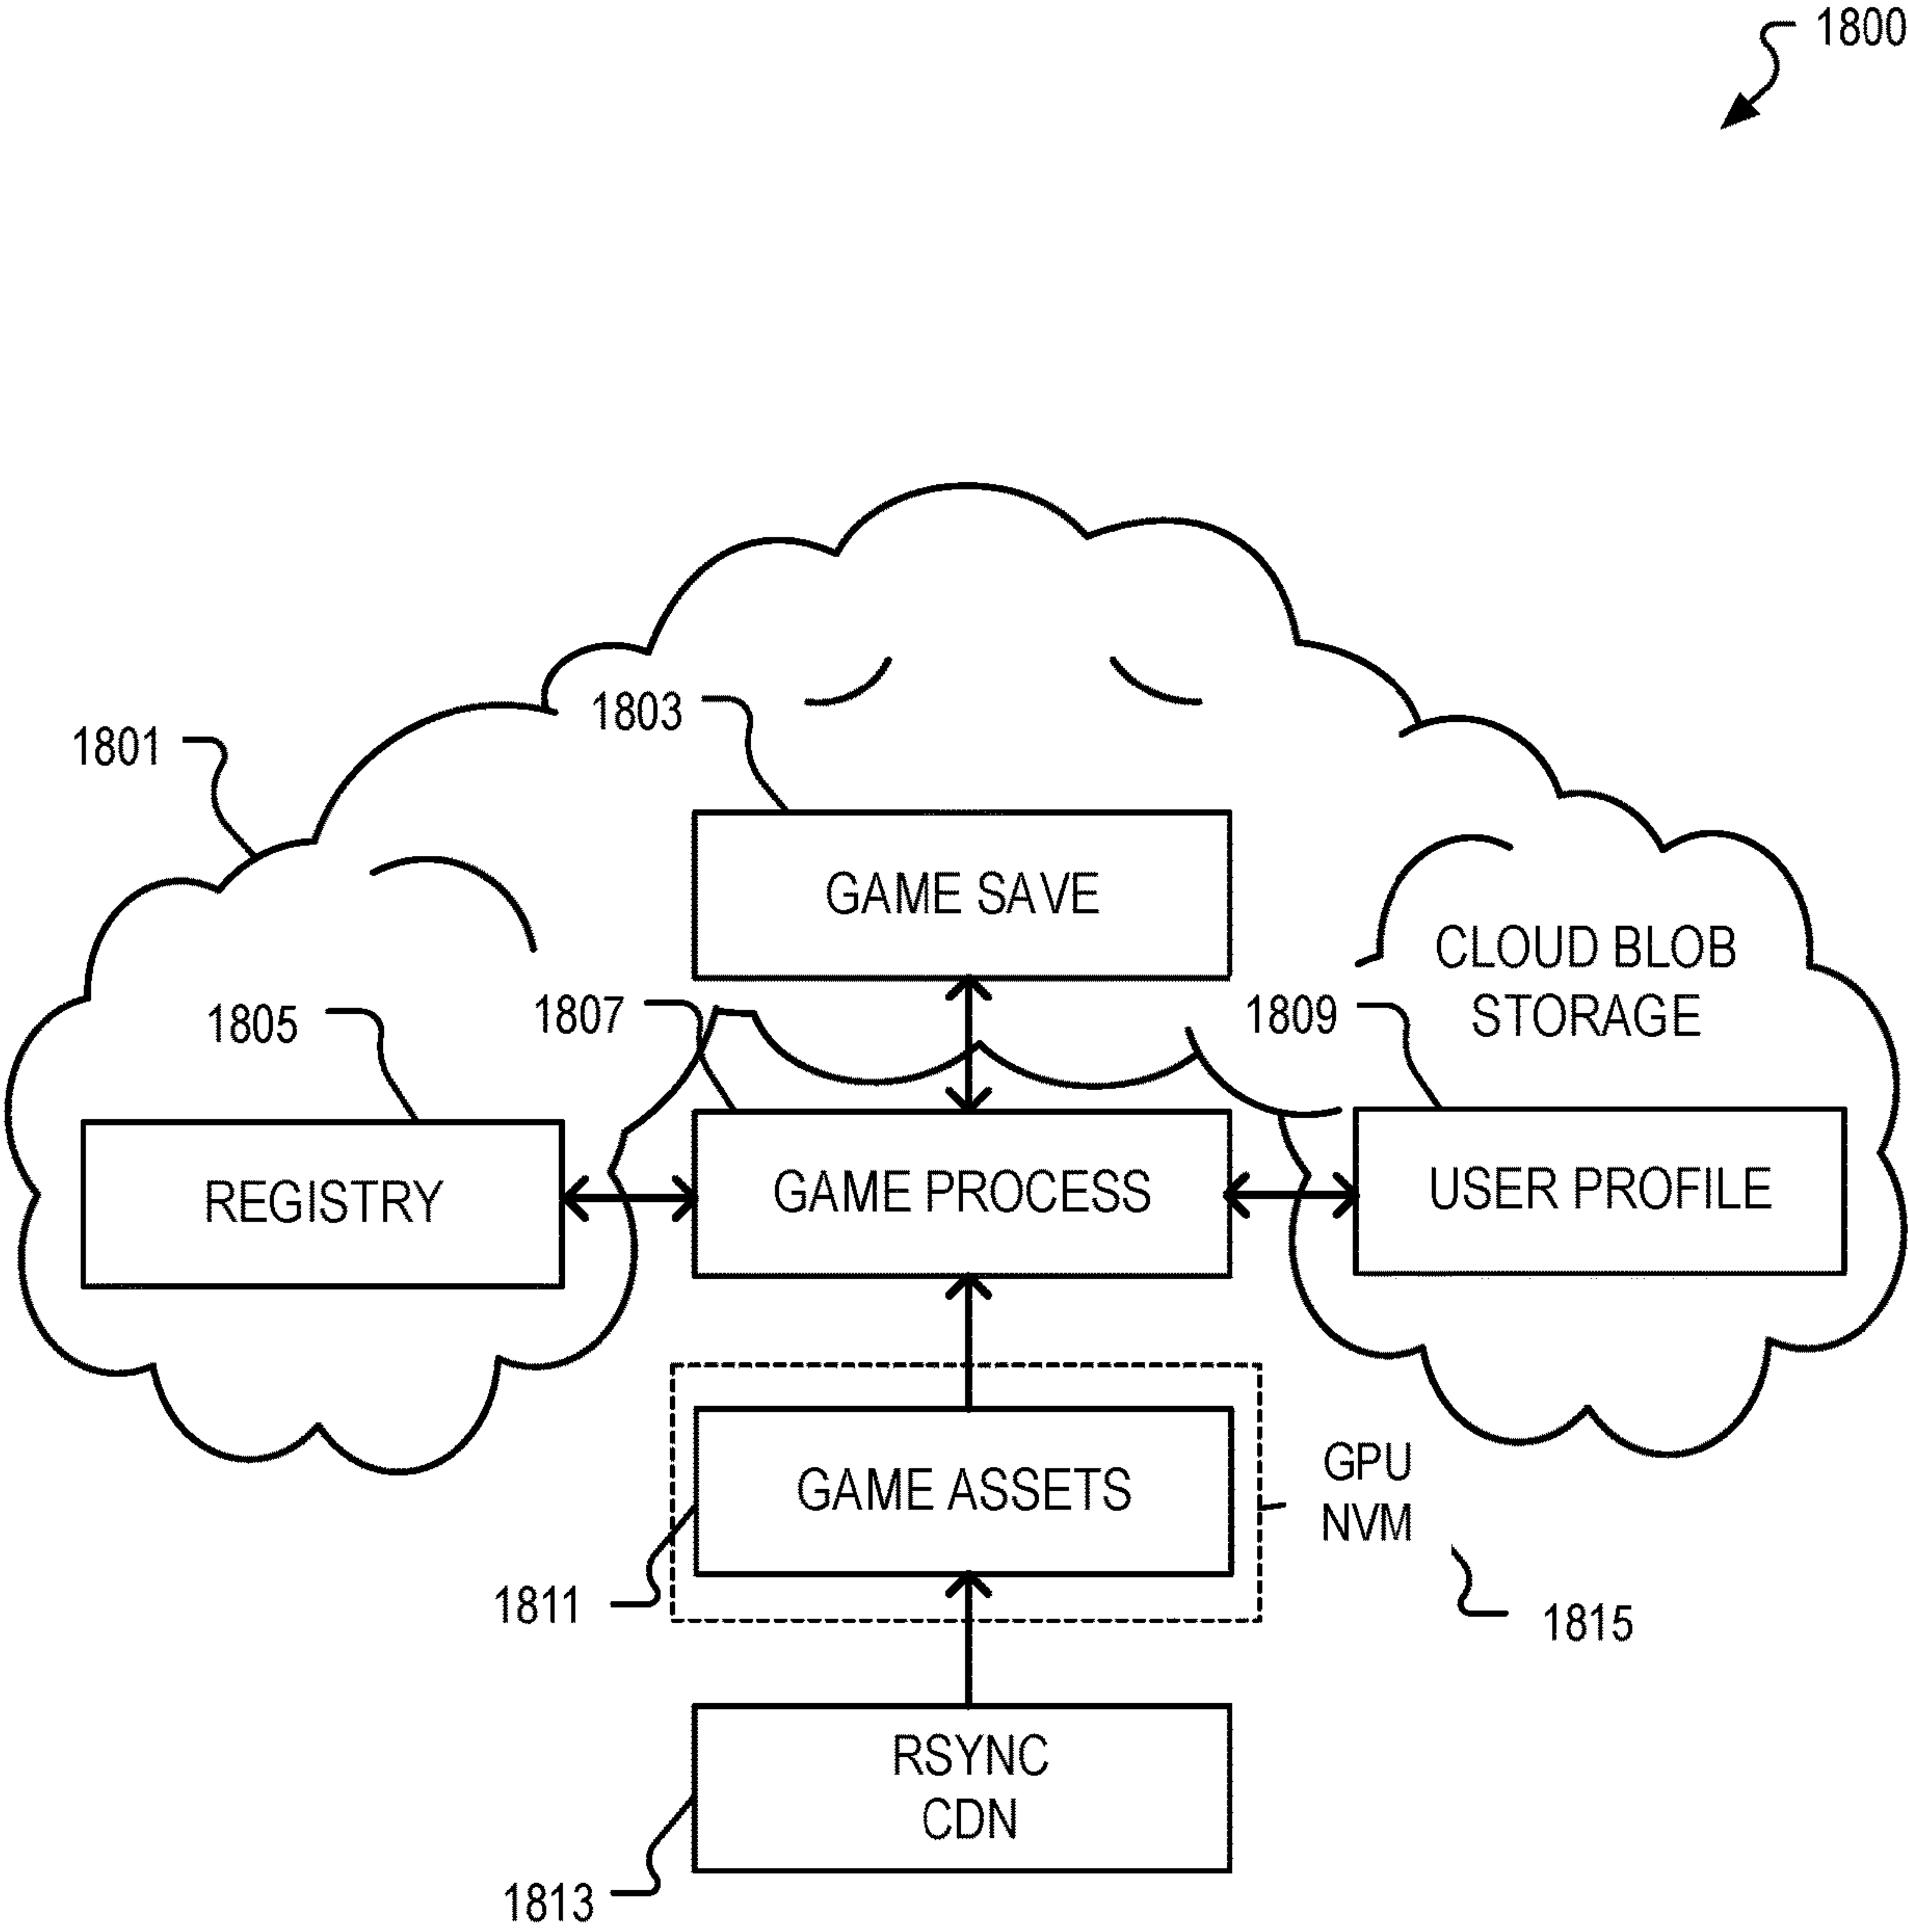 1800
1803
1801
GAME SAVE
CLOUD BLOB
STORAGE
1805
1807
1809
REGISTRY
GAME PROCESS
USER PROFILE
GAME ASSETS
GPU
NVM
1811
1815
RSYNC
CDN
1813